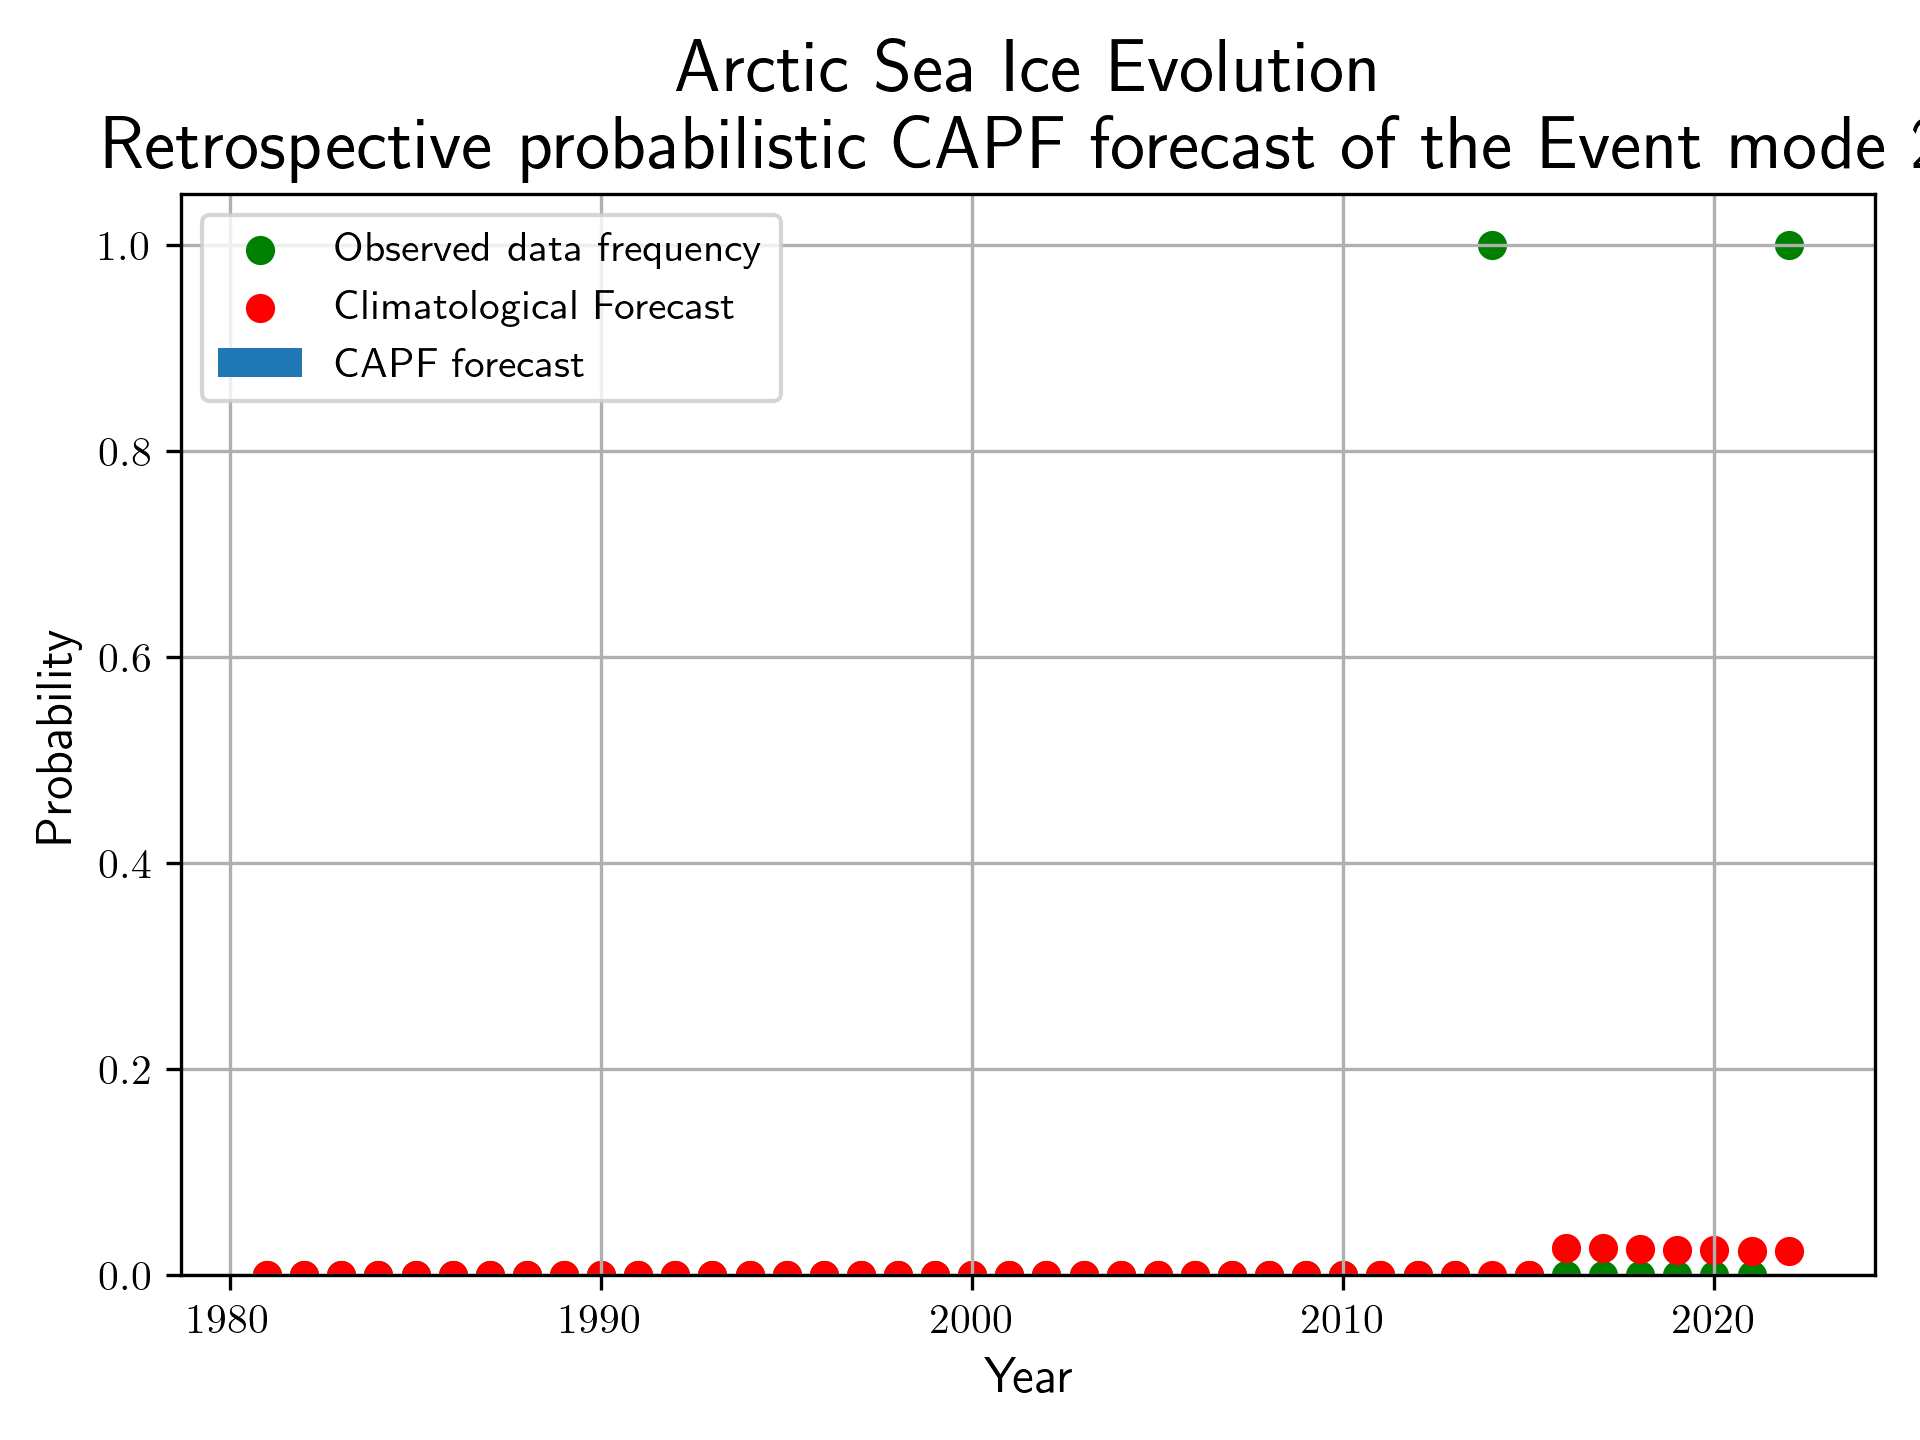 Arctic Sea Ice Evolution
Retrospective probabilistic CAPF forecast of the Event mode
Observed data frequency
Climatological Forecast
CAPF forecast
Probability
1.0
0.8
0.6
0.4
0.2
0.0
1980 1990 2000 2010 2020
Year